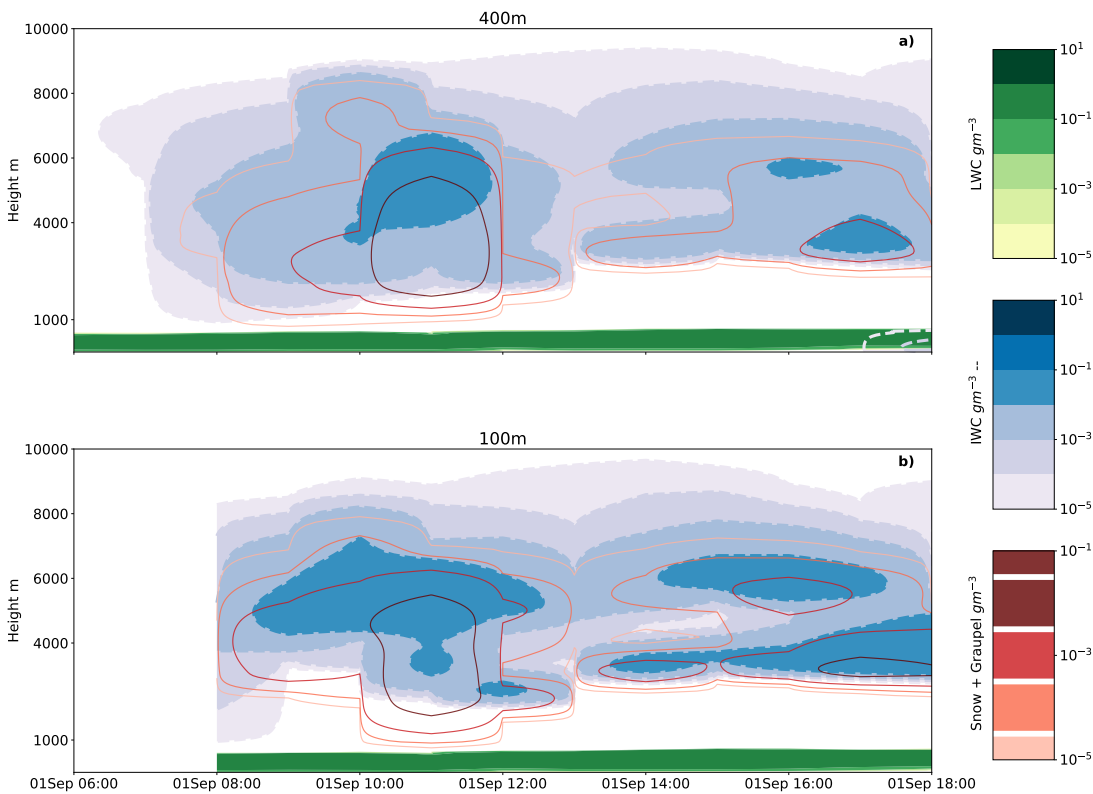 400m
a)
10000
8000
6000
4000
1000
Height m
LWC gm⁻³
10¹
10⁻¹
10⁻³
10⁻⁵
IWC gm⁻³ --
10¹
10⁻¹
10⁻³
10⁻⁵
100m
b)
10000
8000
6000
4000
1000
Height m
01Sep 06:00
01Sep 08:00
01Sep 10:00
01Sep 12:00
01Sep 14:00
01Sep 16:00
01Sep 18:00
Snow + Graupel gm⁻³
10⁻¹
10⁻³
10⁻⁵